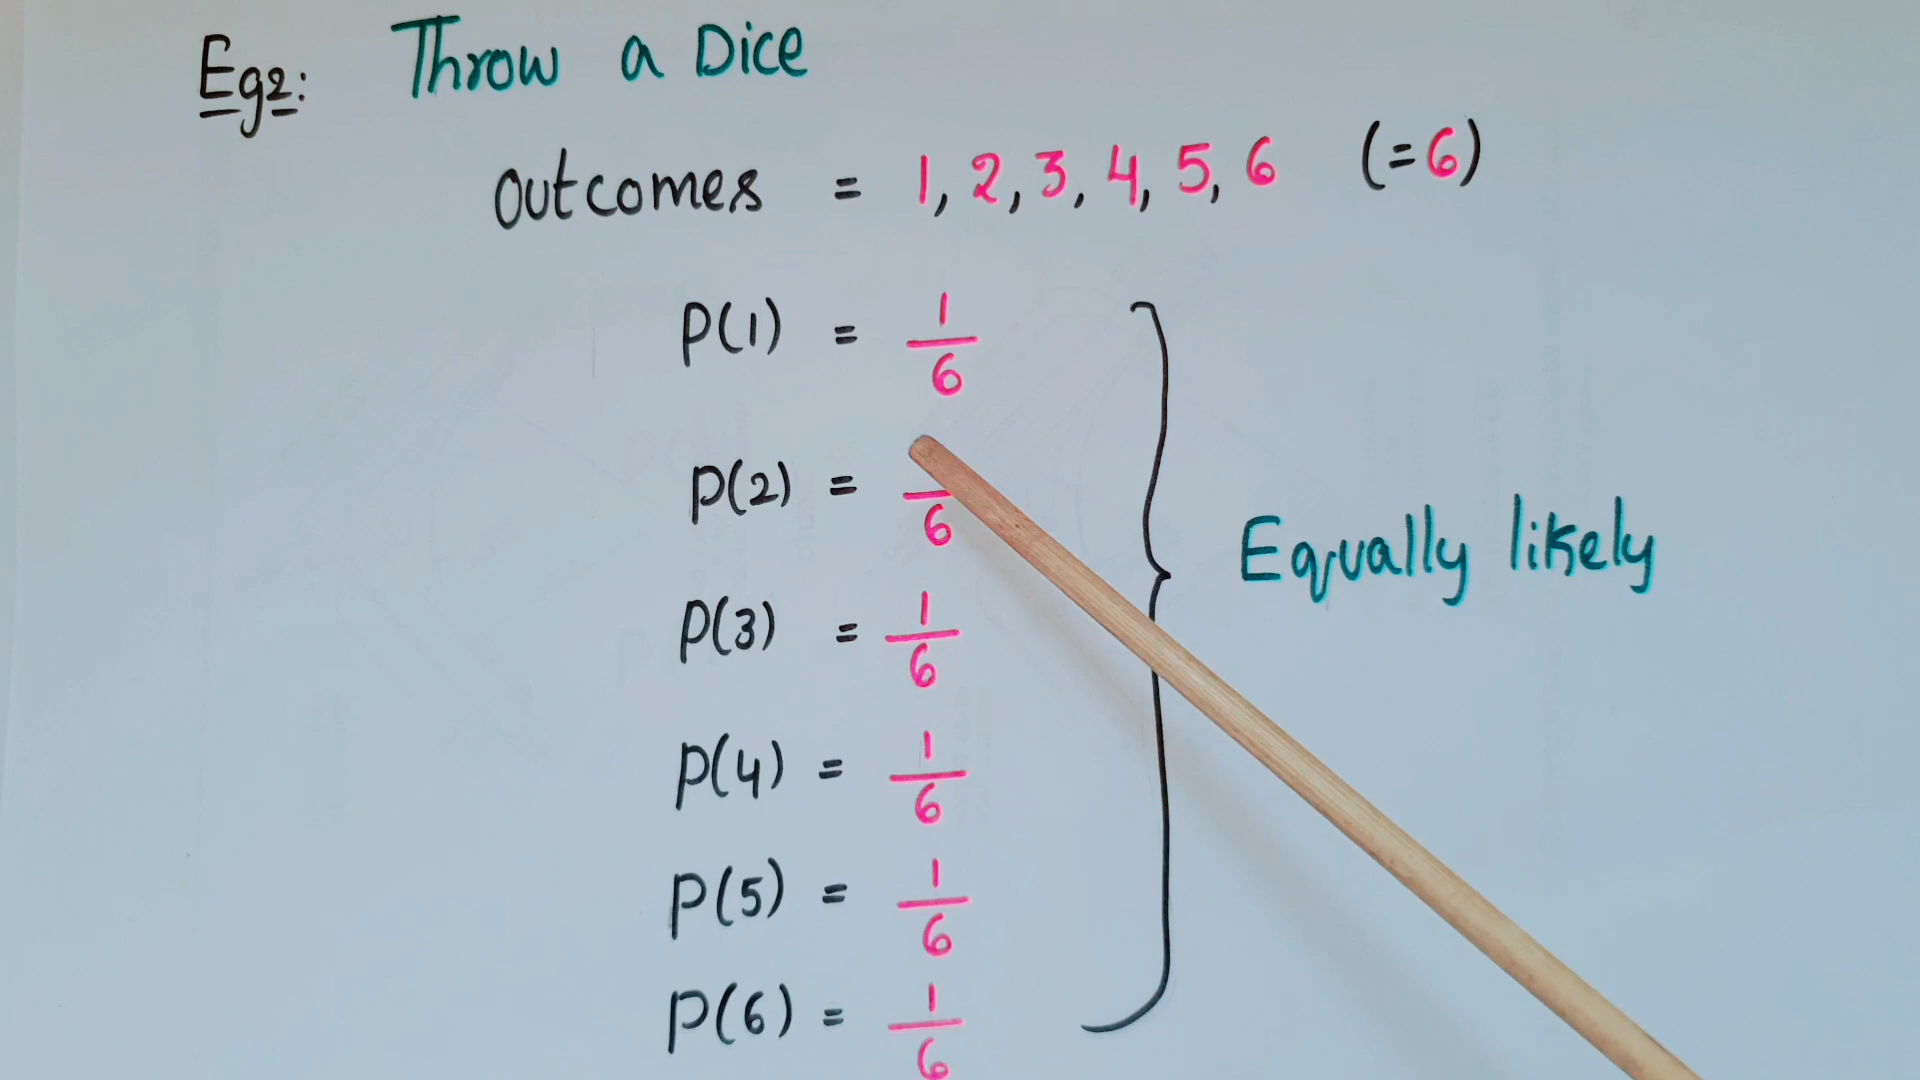 Eg2: Throw a Dice
outcomes = 1, 2, 3, 4, 5, 6 (=6)
P(1) = 1/6
P(2) = /6
P(3) = 1/6
Equally likely
P(4) = 1/6
P(5) = 1/6
P(6) = 1/6